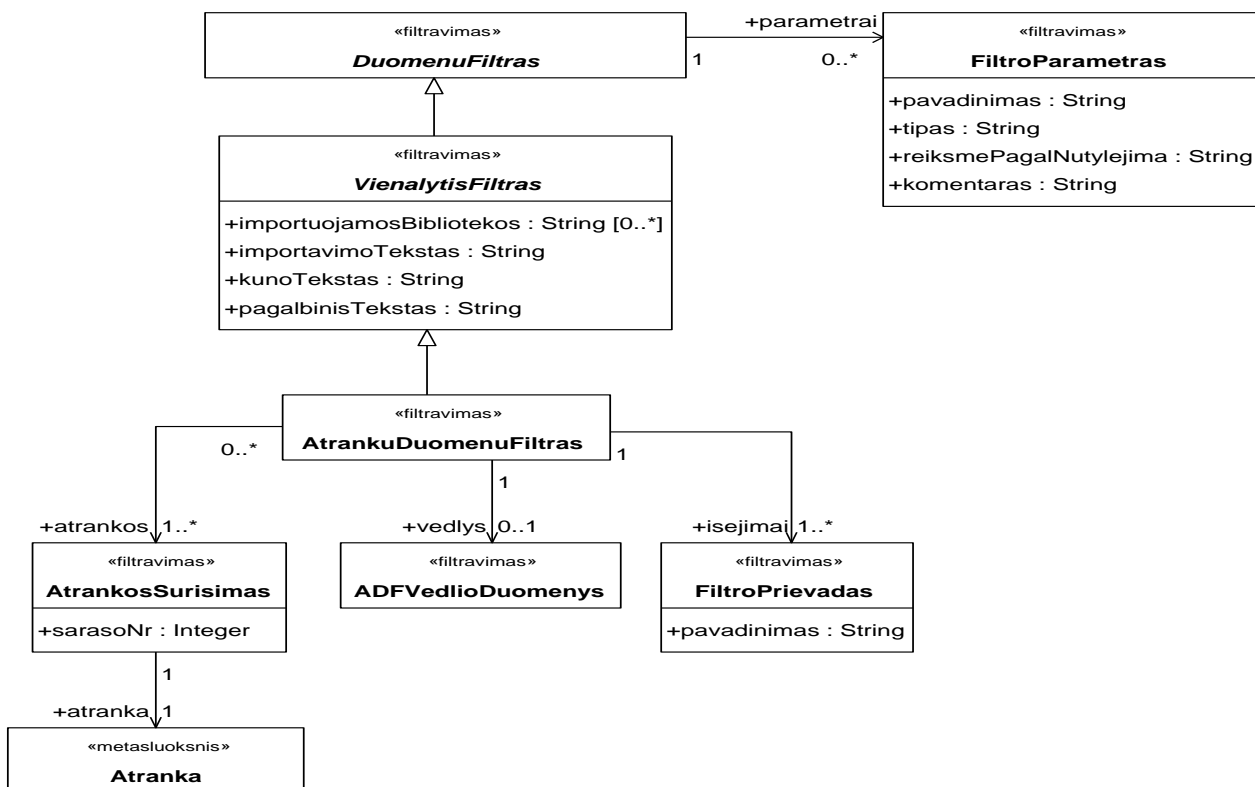 «filtravimas»
DuomenuFiltras
+parametrai
1
0..*
«filtravimas»
FiltroParametras
+pavadinimas : String
+tipas : String
+reiksmePagalNutylejima : String
+komentaras : String
«filtravimas»
VienalytisFiltras
+importuojamosBibliotekos : String [0..*]
+importavimoTekstas : String
+kunoTekstas : String
+pagalbinisTekstas : String
«filtravimas»
AtrankuDuomenuFiltras
0..*
1
1
+atrankos 1..*
+vedlys 0..1
+isejimai 1..*
«filtravimas»
AtrankosSurisimas
+sarasoNr : Integer
«filtravimas»
ADFVedlioDuomenys
«filtravimas»
FiltroPrievadas
+pavadinimas : String
1
+atranka 1
«metasluoksnis»
Atranka